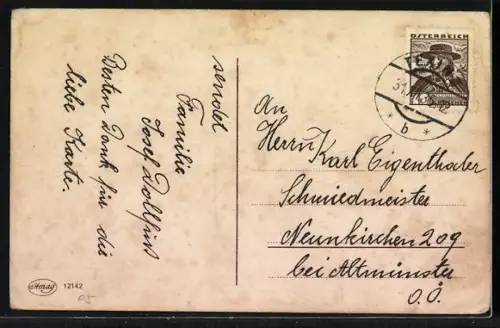 sendet
Familie
Josef Dollfuß
Besten Dank für die
liebe Karte.
ÖSTERREICH
* b *
An
Herrn Karl Eigenthaler
Schmiedmeister
Neunkirchen 209
bei Altmünster
O.Ö.
12142